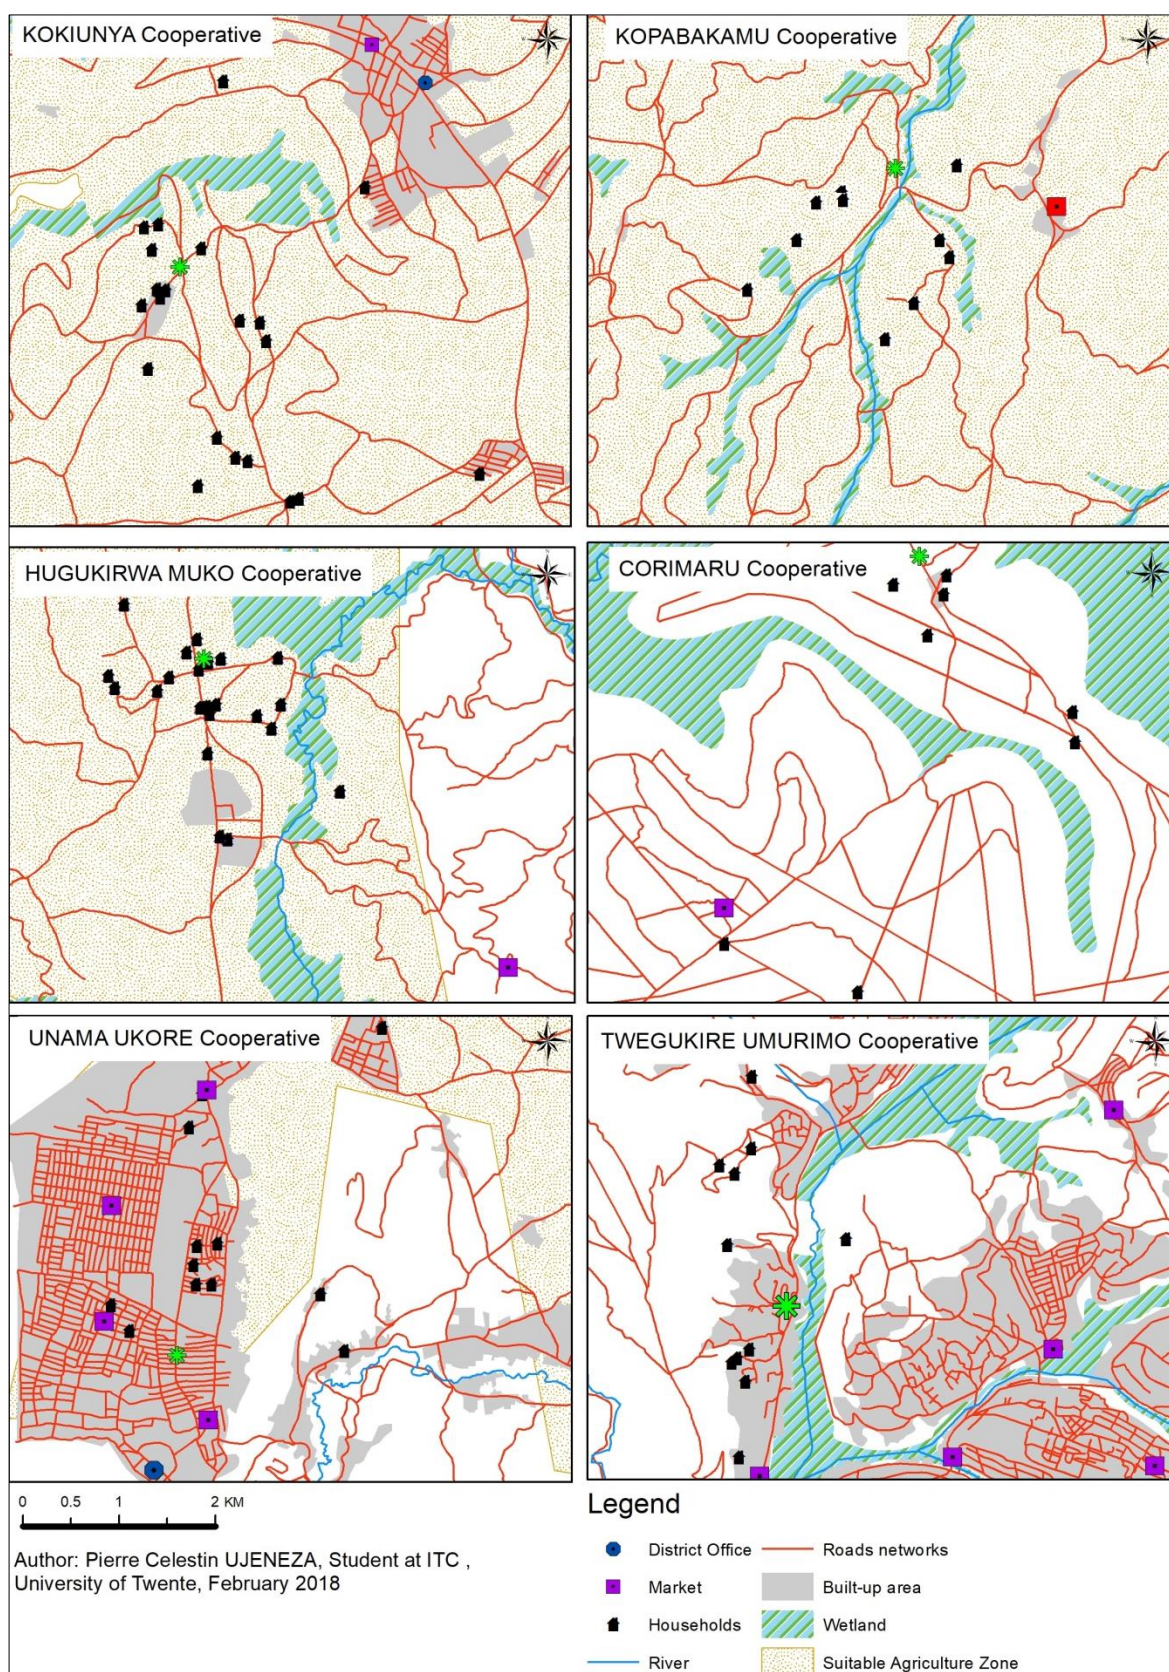 KOKIUNYA Cooperative
KOPABAKAMU Cooperative
HUGUKIRWA MUKO Cooperative
CORIMARU Cooperative
UNAMA UKORE Cooperative
TWEGUKIRE UMURIMO Cooperative
0 0.5 1 2 KM
Author: Pierre Celestin UJENEZA, Student at ITC ,
University of Twente, February 2018
Legend
District Office
Roads networks
Market
Built-up area
Households
Wetland
River
Suitable Agriculture Zone